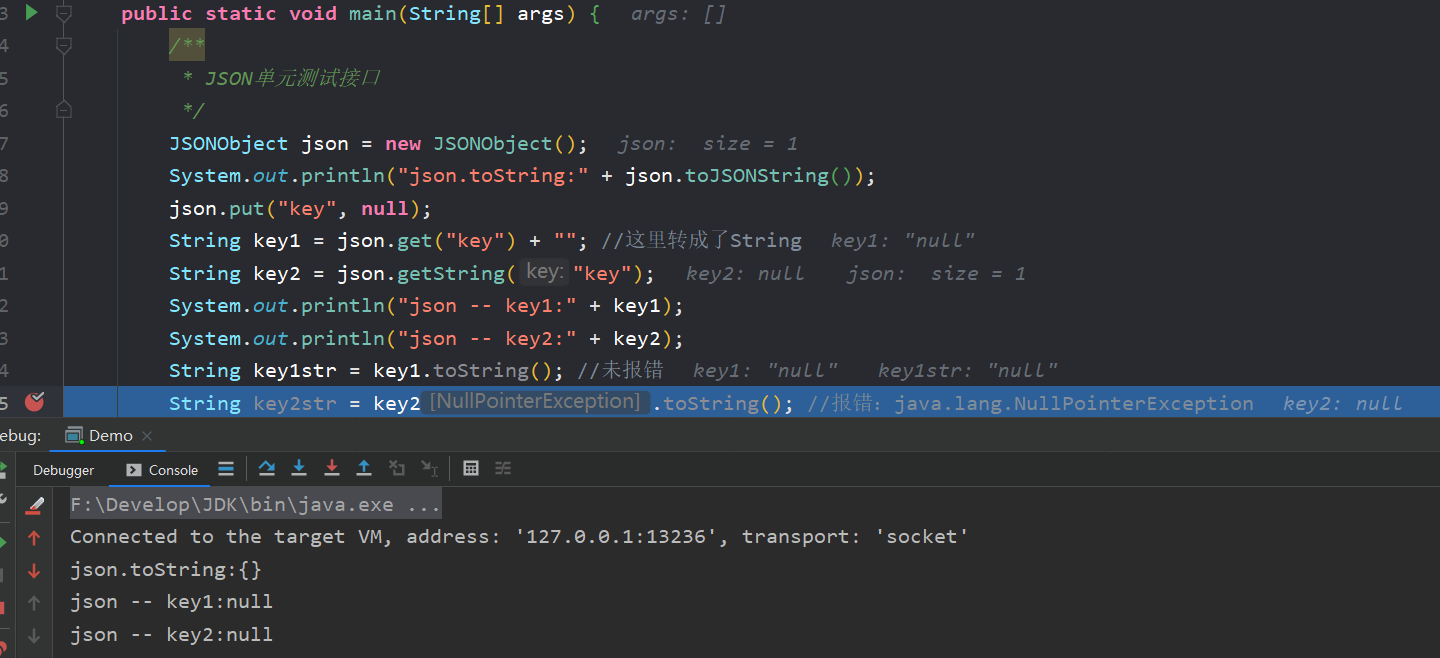 3 public static void main(String[] args) { args: []
4 /**
5 * JSON单元测试接口
6 */
7 JSONObject json = new JSONObject(); json: size = 1
8 System.out.println("json.toString:" + json.toJSONString());
9 json.put("key", null);
0 String key1 = json.get("key") + ""; //这里转成了String key1: "null"
1 String key2 = json.getString( key: "key"); key2: null json: size = 1
2 System.out.println("json -- key1:" + key1);
3 System.out.println("json -- key2:" + key2);
4 String key1str = key1.toString(); //未报错 key1: "null" key1str: "null"
5 String key2str = key2 [NullPointerException] .toString(); //报错：java.lang.NullPointerException key2: null
ebug: Demo
Debugger Console
F:\Develop\JDK\bin\java.exe ...
Connected to the target VM, address: '127.0.0.1:13236', transport: 'socket'
json.toString:{}
json -- key1:null
json -- key2:null